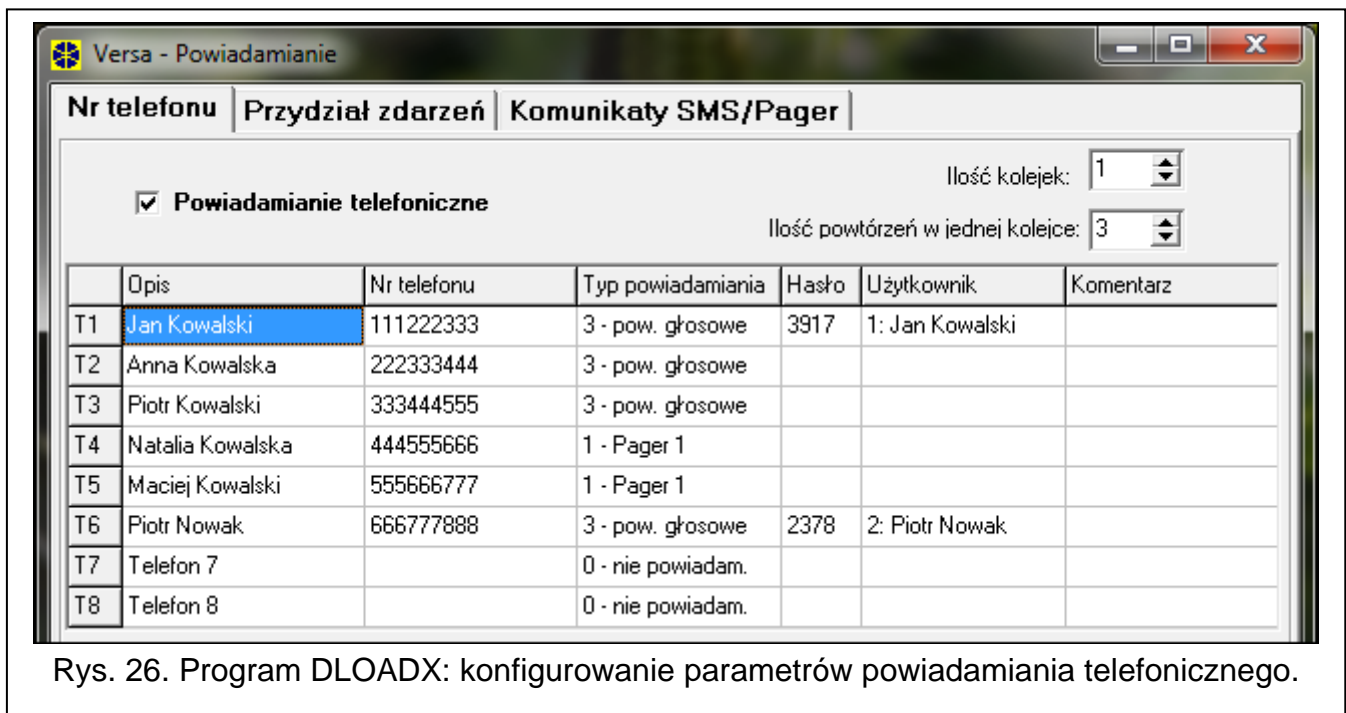 Versa - Powiadamianie
Nr telefonu Przydział zdarzeń Komunikaty SMS/Pager
Ilość kolejek: 1
Powiadamianie telefoniczne
Ilość powtórzeń w jednej kolejce: 3
Opis Nr telefonu Typ powiadamiania Hasło Użytkownik Komentarz
T1 Jan Kowalski 111222333 3 - pow. głosowe 3917 1: Jan Kowalski
T2 Anna Kowalska 222333444 3 - pow. głosowe
T3 Piotr Kowalski 333444555 3 - pow. głosowe
T4 Natalia Kowalska 444555666 1 - Pager 1
T5 Maciej Kowalski 555666777 1 - Pager 1
T6 Piotr Nowak 666777888 3 - pow. głosowe 2378 2: Piotr Nowak
T7 Telefon 7 0 - nie powiadam.
T8 Telefon 8 0 - nie powiadam.
Rys. 26. Program DLOADX: konfigurowanie parametrów powiadamiania telefonicznego.